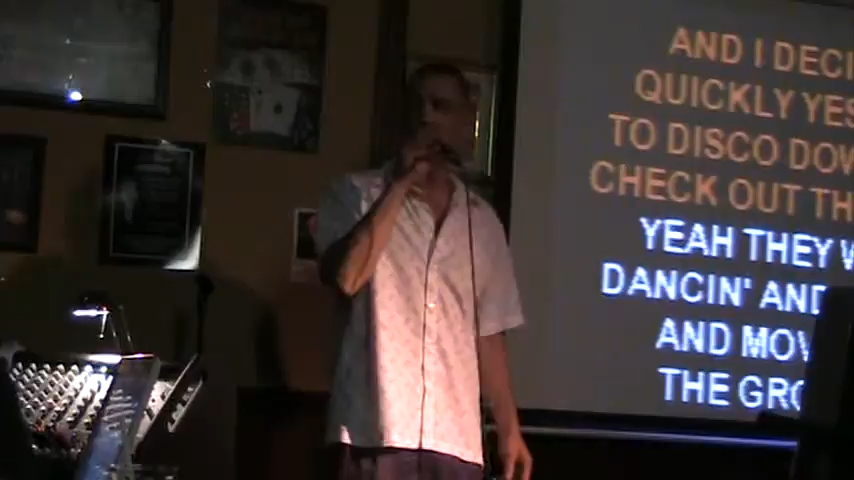 AND I DECI
QUICKLY YES
TO DISCO DOW
CHECK OUT TH
YEAH THEY W
DANCIN' AND
AND MOV
THE GRO